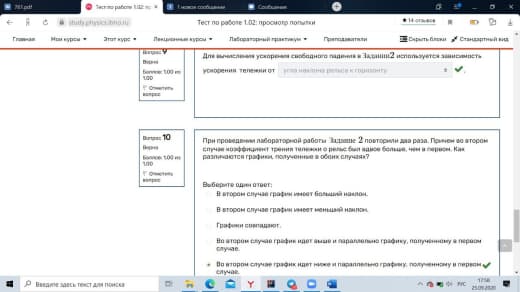 761.pdf
Тест по работе 1.02: пр
1 новое сообщение
Сообщения
study.physics.itmo.ru
Тест по работе 1.02: просмотр попытки
14 отзывов
Главная
Мои курсы
Этот курс
Лекционные курсы
Лабораторный практикум
Преподаватели
Скрыть блоки
Стандартный вид
Вопрос 9
Верно
Баллов: 1,00 из
1,00
Отметить
вопрос
Для вычисления ускорения свободного падения в Задании2 используется зависимость
ускорения тележки от угла наклона рельса к горизонту
Вопрос 10
Верно
Баллов: 1,00 из
1,00
Отметить
вопрос
При проведении лабораторной работы Задание 2 повторили два раза. Причем во втором
случае коэффициент трения тележки о рельс был вдвое больше, чем в первом. Как
различаются графики, полученные в обоих случаях?
Выберите один ответ:
В втором случае график имеет больший наклон.
В втором случае график имеет меньший наклон.
Графики совпадают.
Во втором случае график идет выше и параллельно графику, полученному в первом
случае.
Во втором случае график идет ниже и параллельно графику, полученному в первом
случае.
Введите здесь текст для поиска
РУС
17:58
25.09.2020